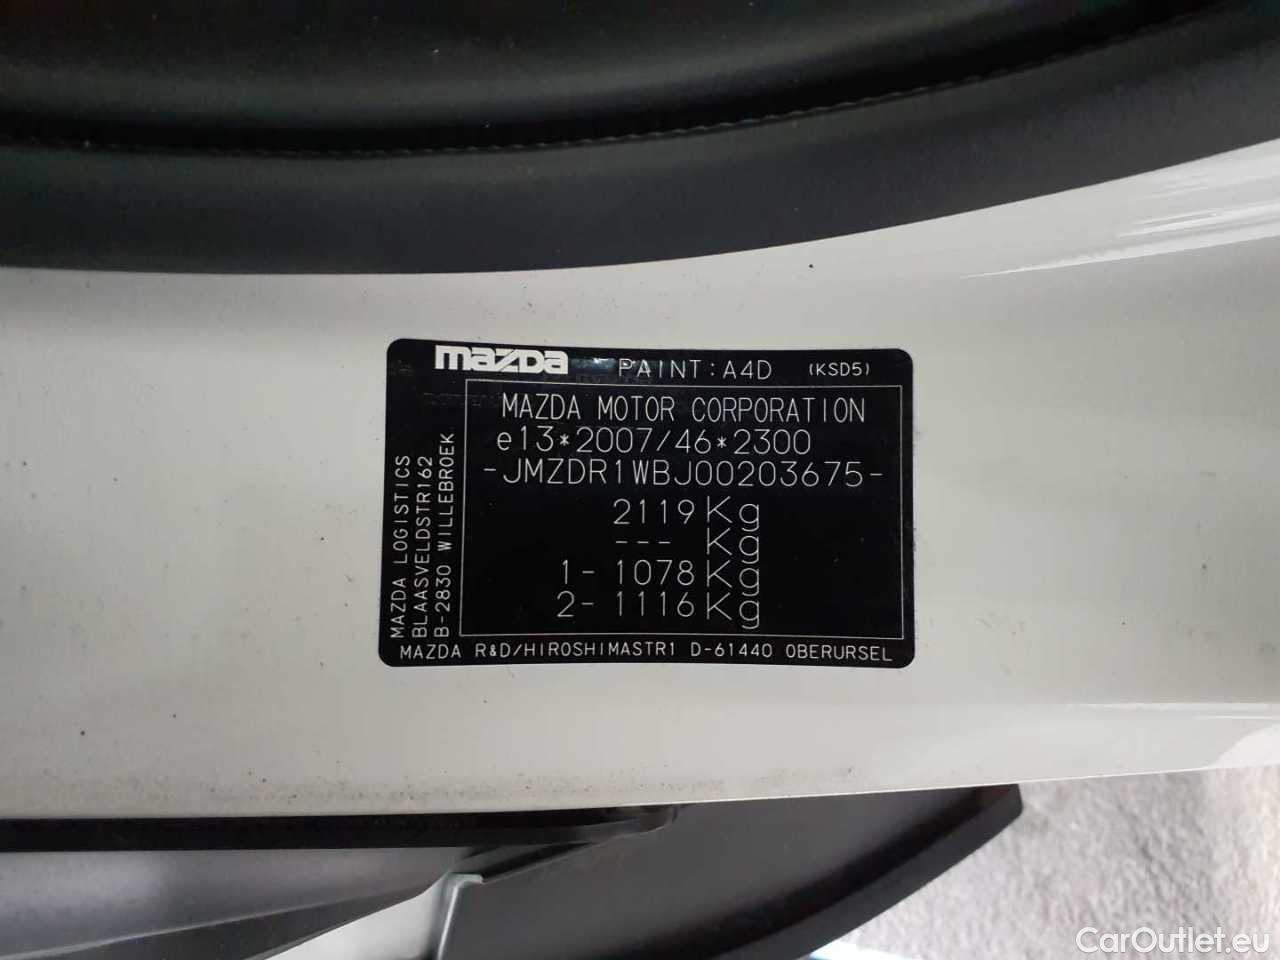 mazda PAINT:A4D (KSD5)
MAZDA MOTOR CORPORATION
e13*2007/46*2300
-JMZDR1WBJ00203675-
2119Kg
--- Kg
1- 1078Kg
2- 1116Kg
MAZDA LOGISTICS
BLAASVELDSTR162
B-2830 WILLEBROEK
MAZDA R&D/HIROSHIMASTR1 D-61440 OBERURSEL
CarOutlet.eu